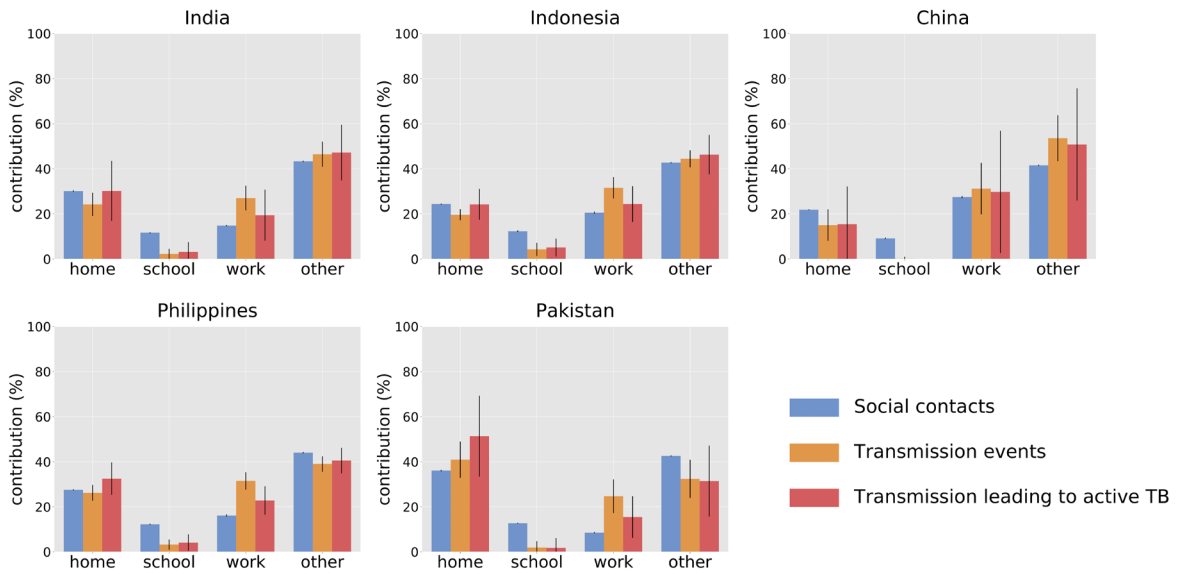 India
Indonesia
China
contribution (%)
100
80
60
40
20
0
home school work other
contribution (%)
100
80
60
40
20
0
home school work other
contribution (%)
100
80
60
40
20
0
home school work other
Philippines
Pakistan
contribution (%)
100
80
60
40
20
0
home school work other
contribution (%)
100
80
60
40
20
0
home school work other
Social contacts
Transmission events
Transmission leading to active TB